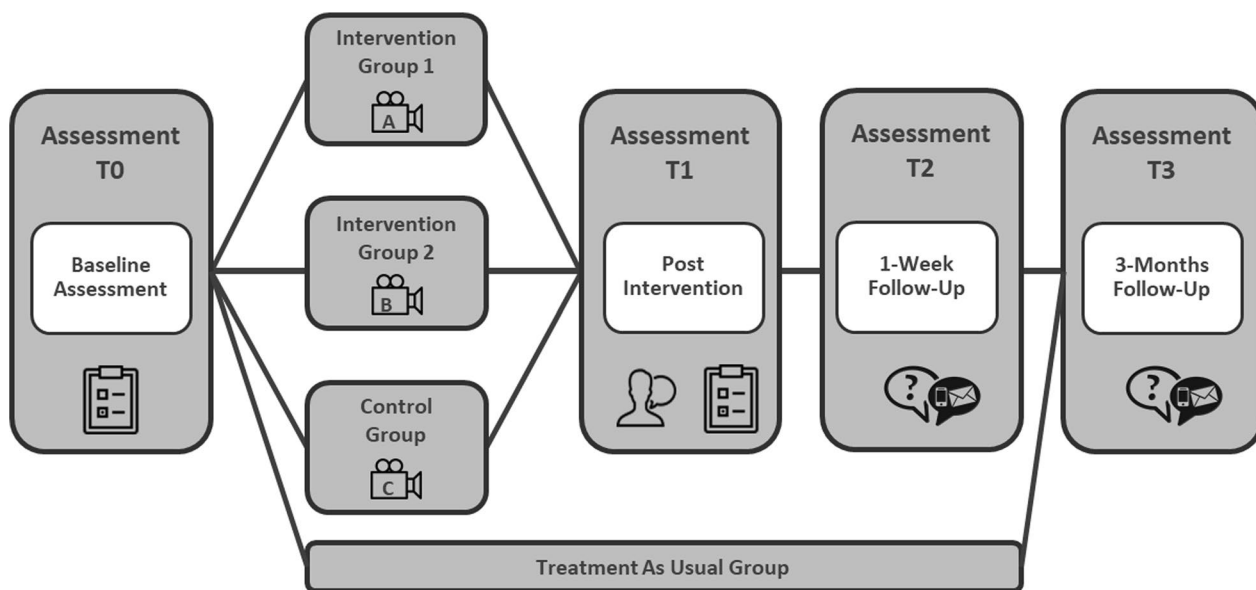 Assessment
T0
Baseline
Assessment
Intervention
Group 1
A
Intervention
Group 2
B
Control
Group
C
Assessment
T1
Post
Intervention
Assessment
T2
1-Week
Follow-Up
?
Assessment
T3
3-Months
Follow-Up
?
Treatment As Usual Group